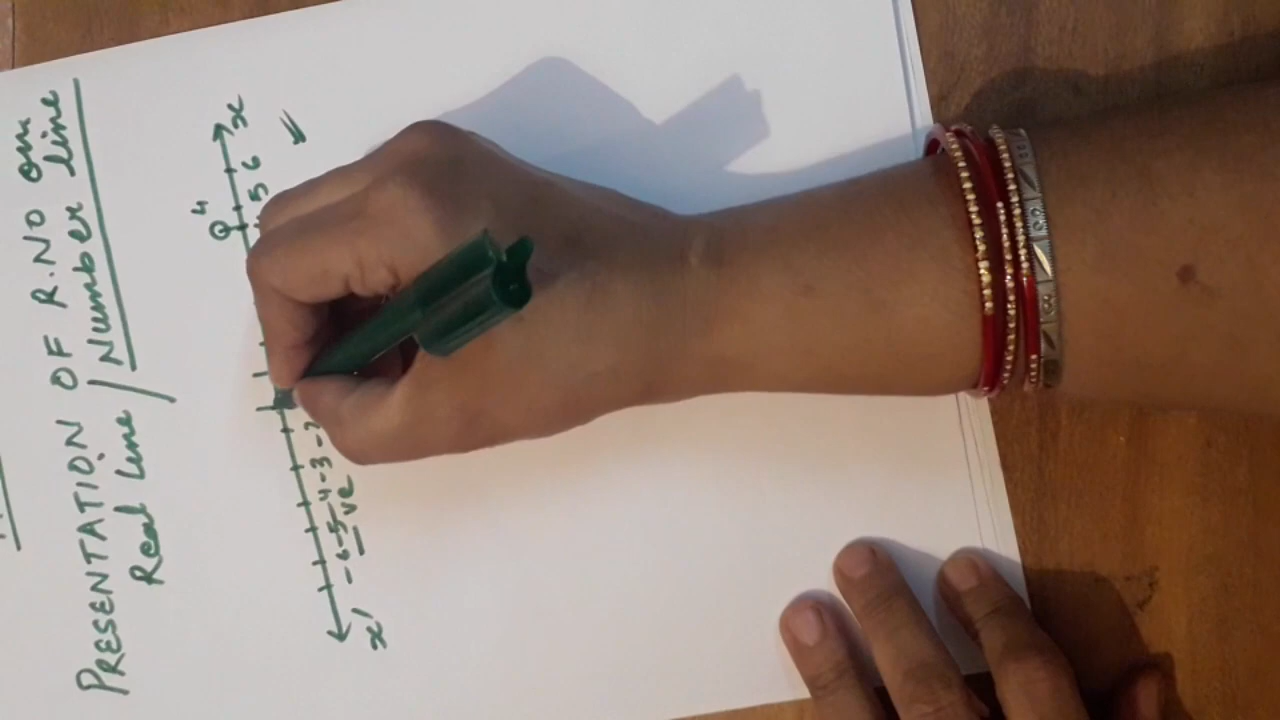 PRESENTATION OF R.NO on
Real Line / Number line
Q 4
x' -6 -5 -4 -3 -2 5 6 x
-ve